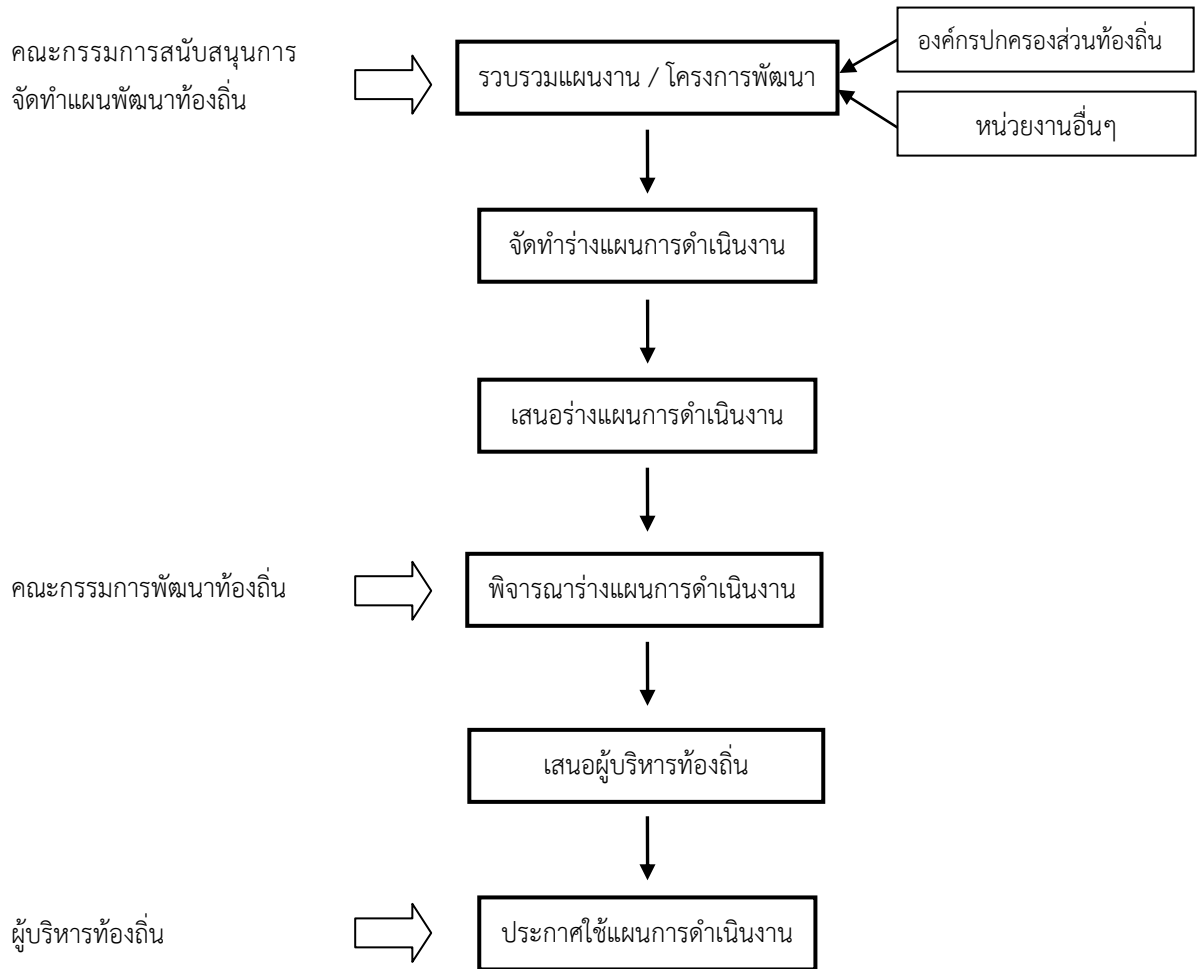 คณะกรรมการสนับสนุนการ
จัดทำแผนพัฒนาท้องถิ่น
รวบรวมแผนงาน / โครงการพัฒนา
องค์กรปกครองส่วนท้องถิ่น
หน่วยงานอื่นๆ
จัดทำร่างแผนการดำเนินงาน
เสนอร่างแผนการดำเนินงาน
คณะกรรมการพัฒนาท้องถิ่น
พิจารณาร่างแผนการดำเนินงาน
เสนอผู้บริหารท้องถิ่น
ผู้บริหารท้องถิ่น
ประกาศใช้แผนการดำเนินงาน